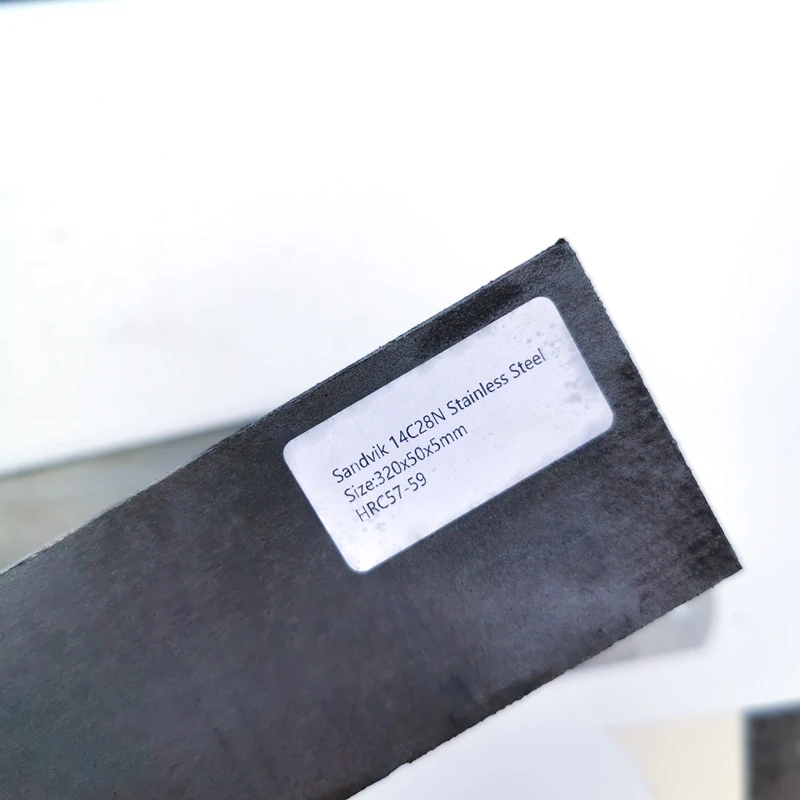 Sandvik 14C28N Stainless Steel
Size:320x50x5mm
HRC57-59